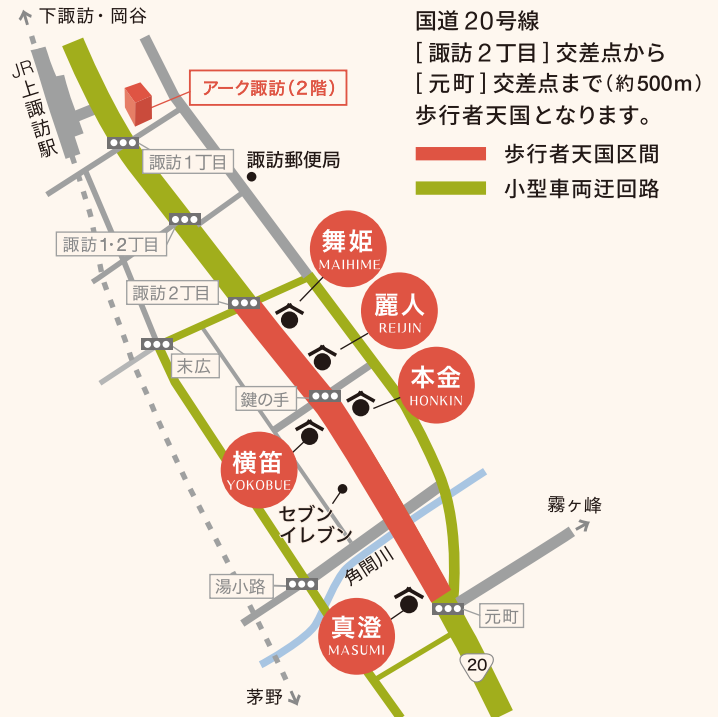 下諏訪・岡谷
JR上諏訪駅
アーク諏訪(2階)
国道20号線
[諏訪2丁目]交差点から
[元町]交差点まで(約500m)
歩行者天国となります。
歩行者天国区間
小型車両迂回路
諏訪1丁目
諏訪郵便局
諏訪1・2丁目
舞姫
MAIHIME
諏訪2丁目
麗人
REIJIN
末広
本金
HONKIN
鍵の手
横笛
YOKOBUE
セブン
イレブン
霧ヶ峰
角間川
湯小路
元町
真澄
MASUMI
20
茅野